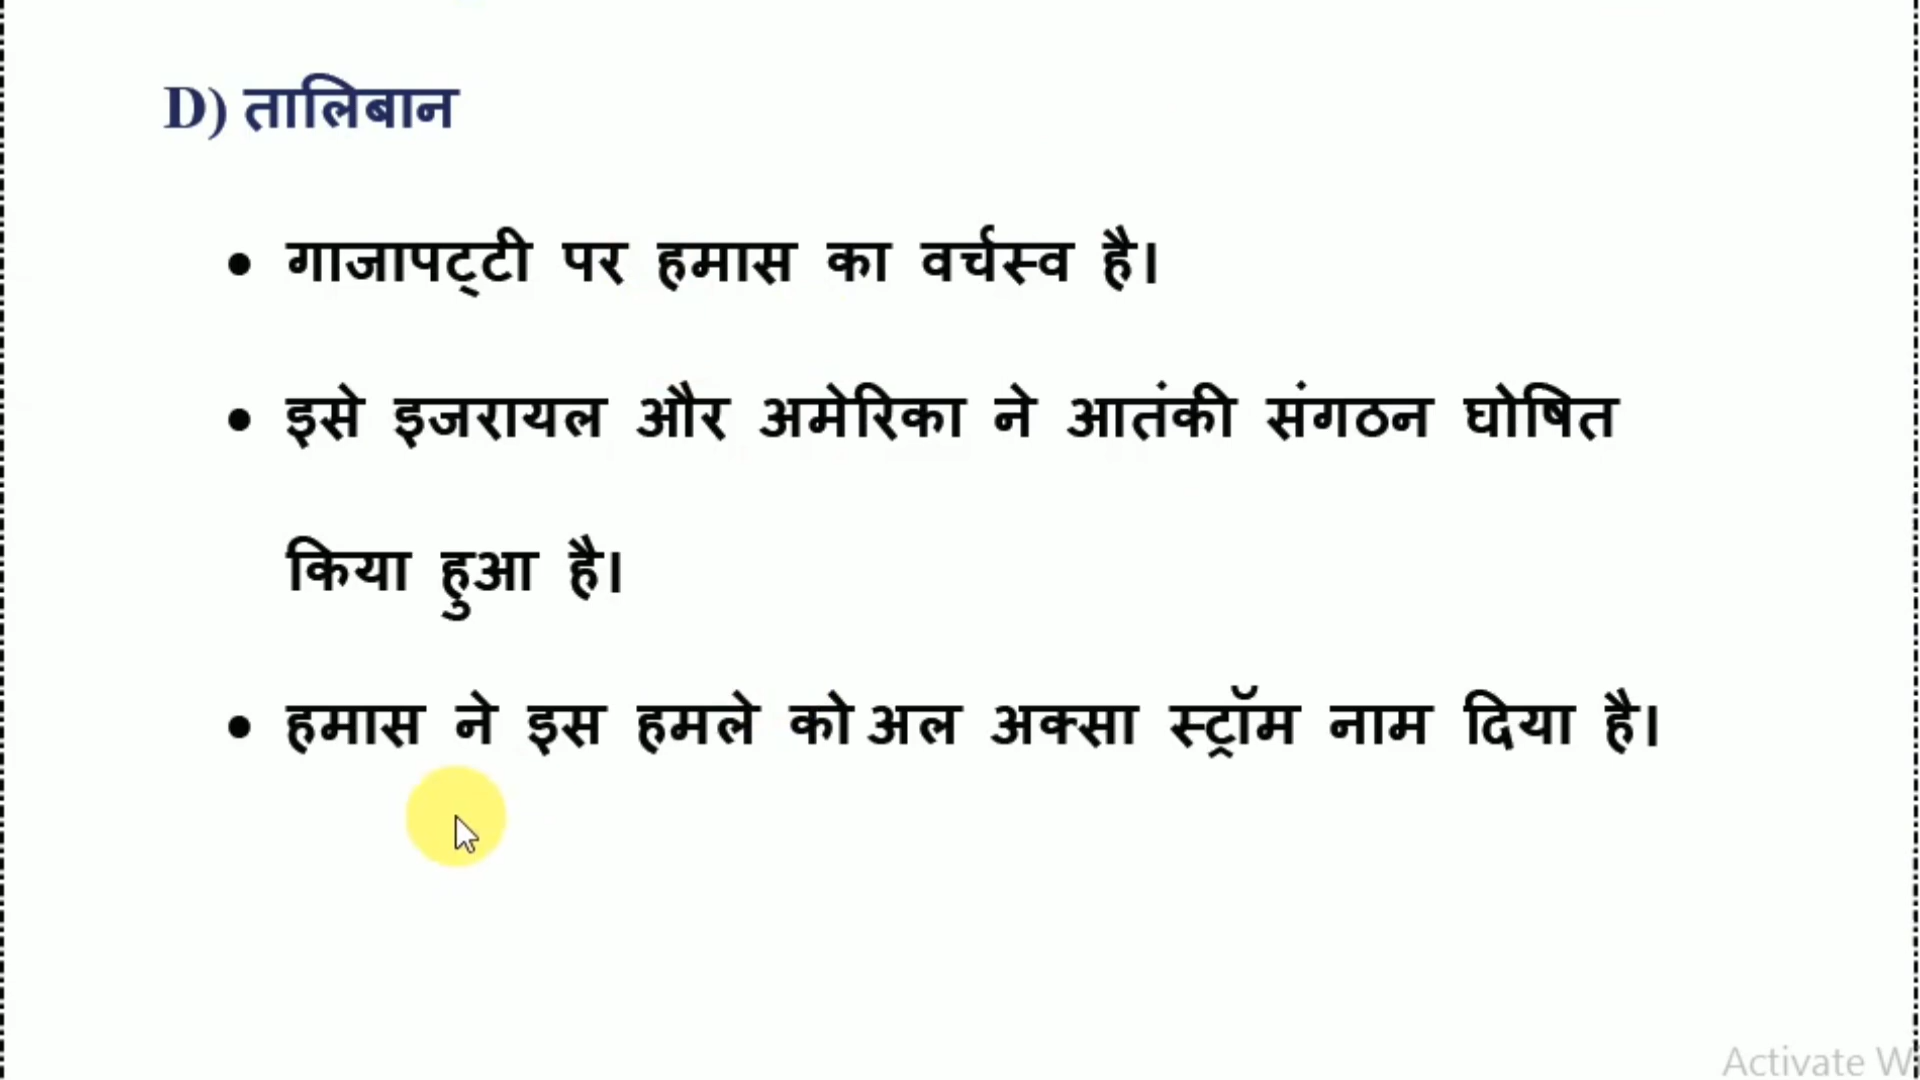 D) तालिबान
• गाजापट्टी पर हमास का वर्चस्व है।
• इसे इजरायल और अमेरिका ने आतंकी संगठन घोषित
किया हुआ है।
• हमास ने इस हमले को अल अक्सा स्ट्रॉम नाम दिया है।
Activate W